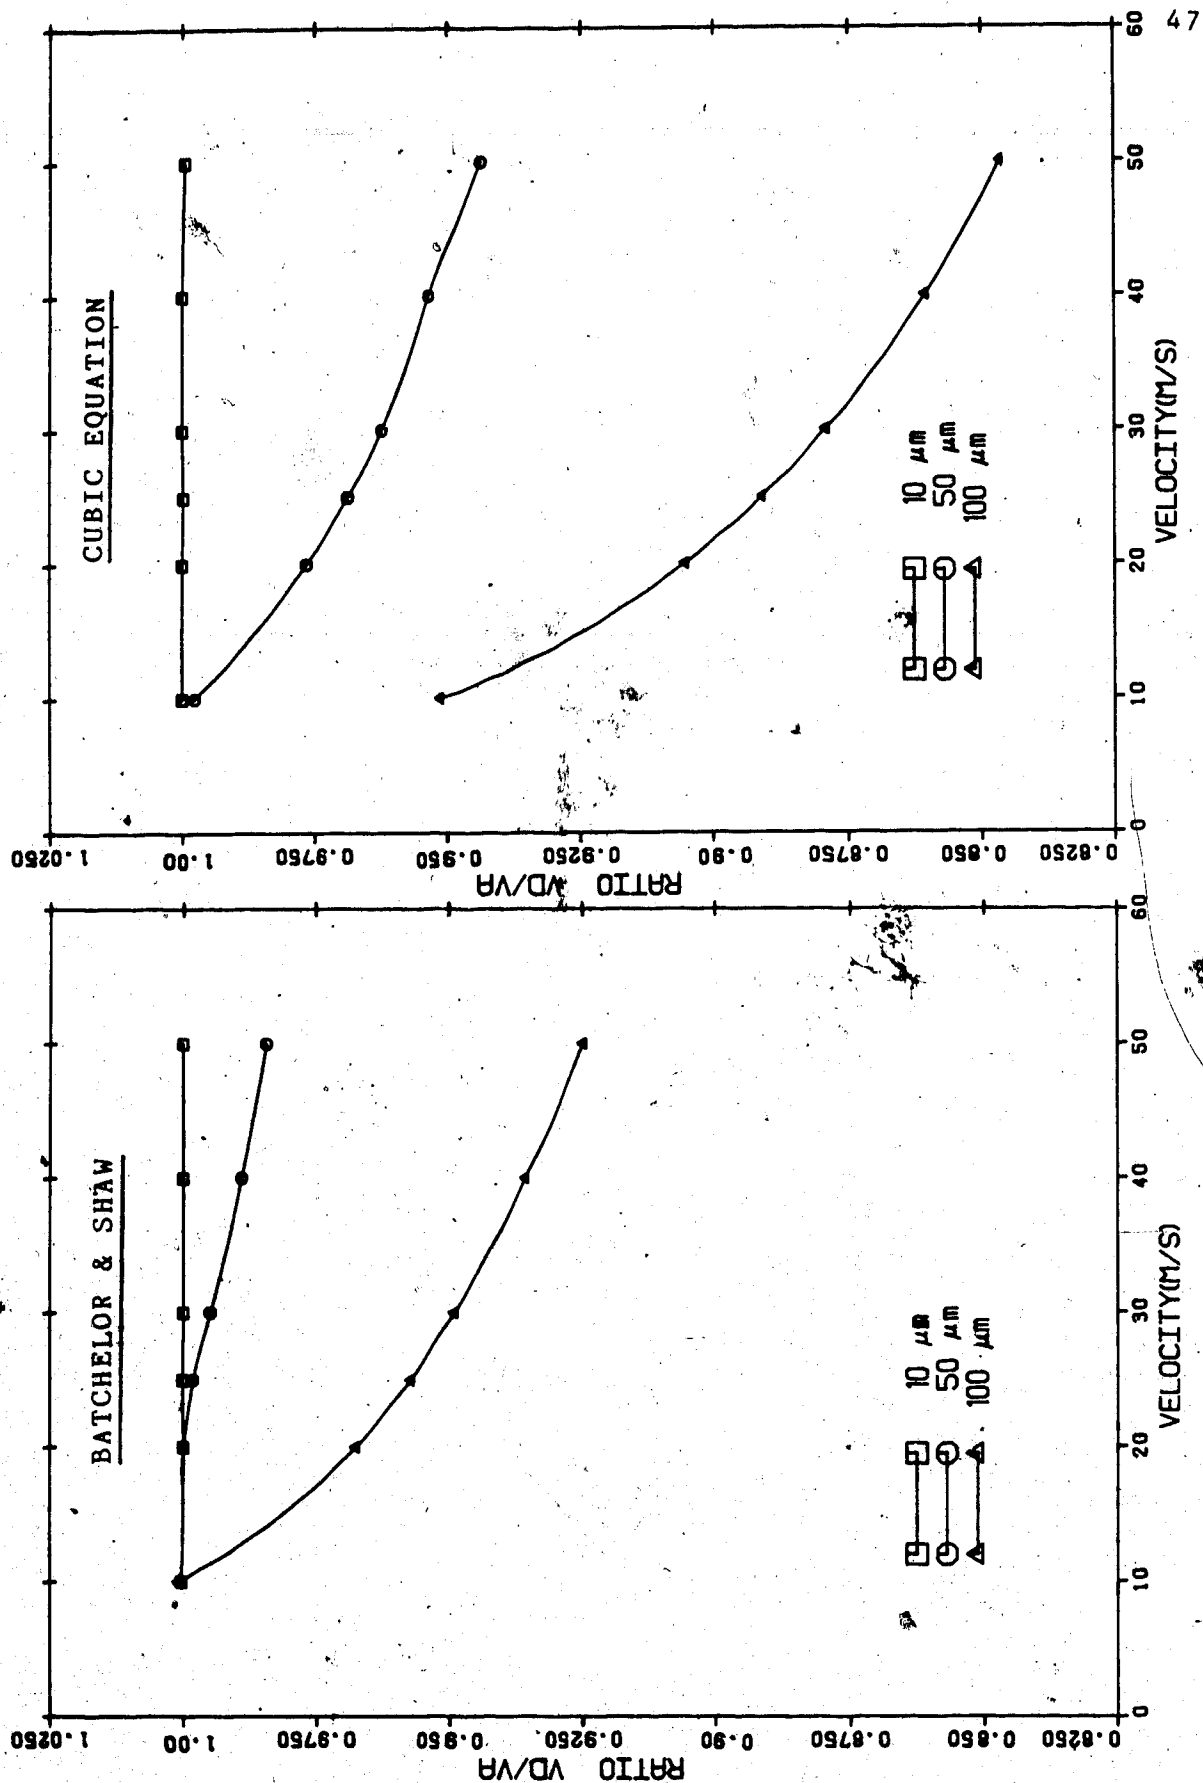 47
BATCHELOR & SHAW
RATIO VD/VA
1.0250
1.00
0.9750
0.950
0.9250
0.90
0.8750
0.850
0.8250
10 µm
50 µm
100 µm
0 10 20 30 40 50 60
VELOCITY(M/S)
CUBIC EQUATION
RATIO VD/VA
1.0250
1.00
0.9750
0.950
0.9250
0.90
0.8750
0.850
0.8250
10 µm
50 µm
100 µm
0 10 20 30 40 50 60
VELOCITY(M/S)